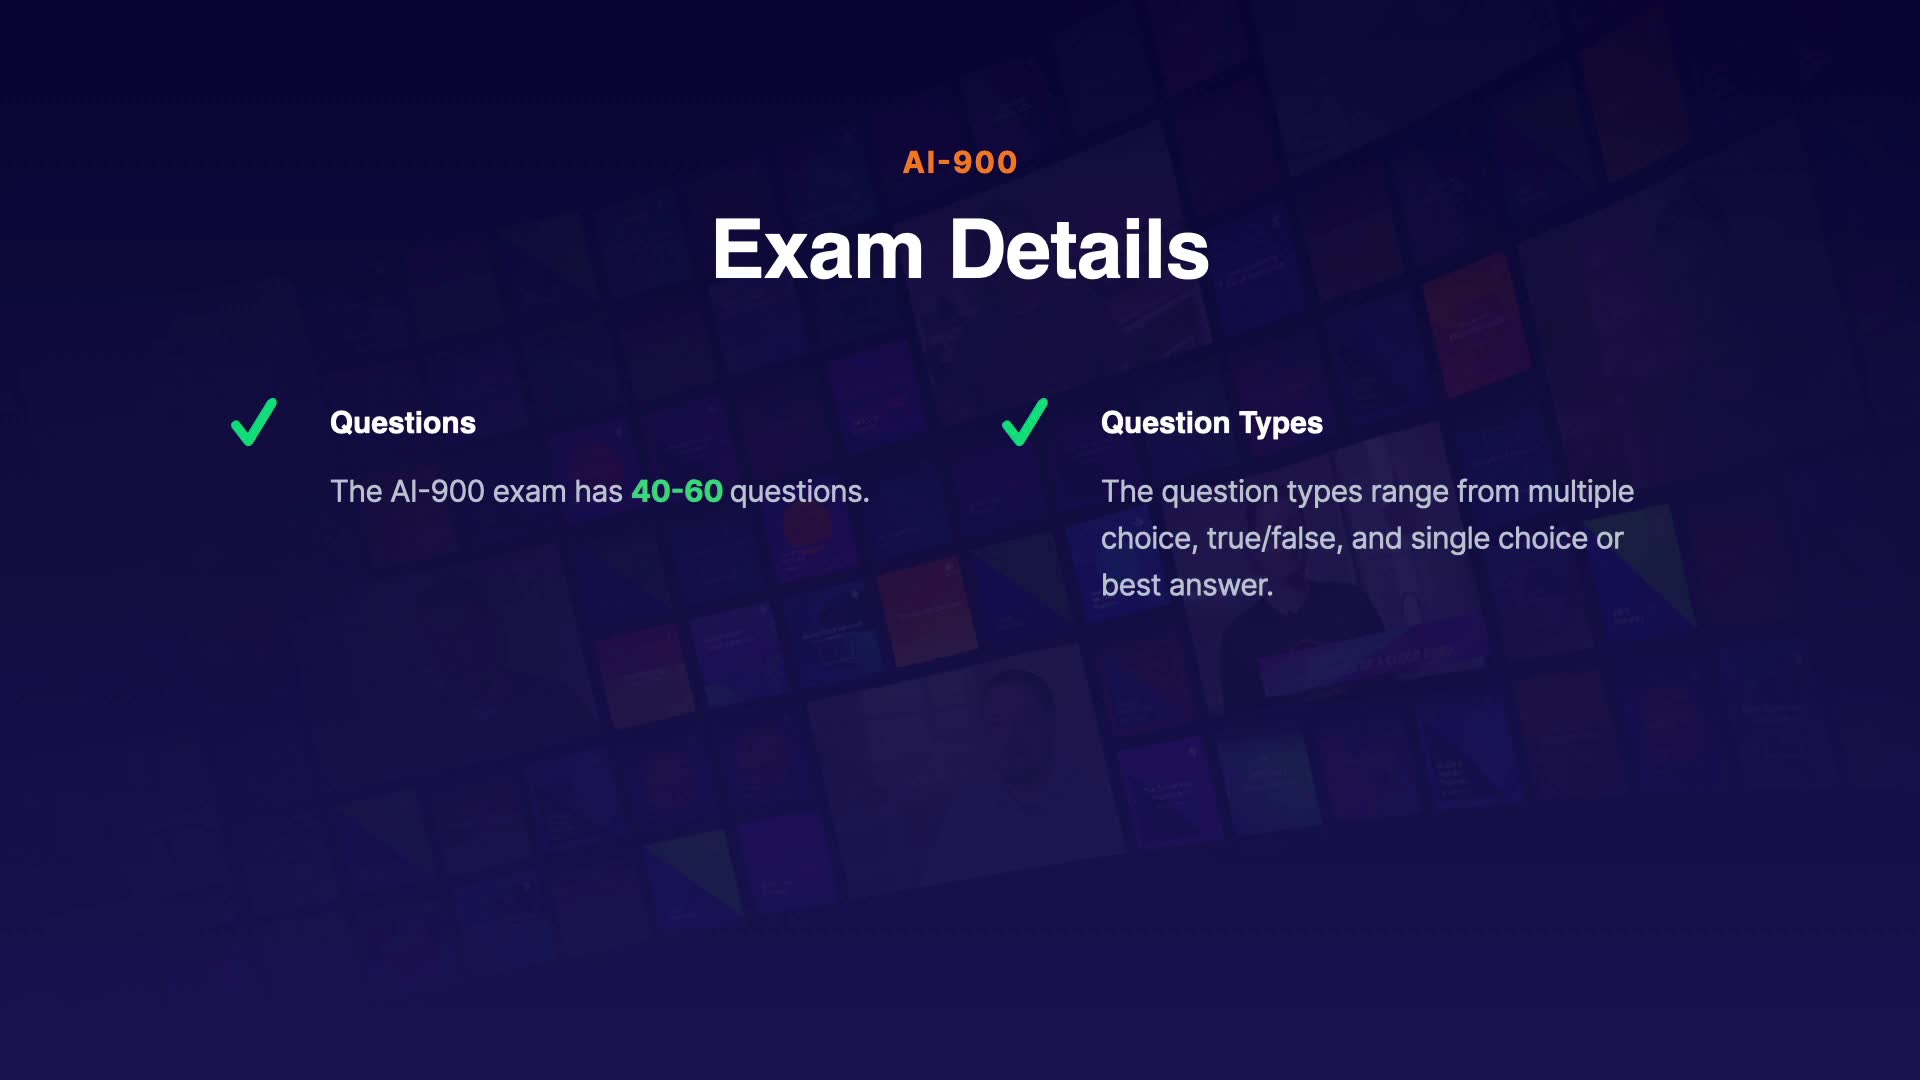 AI-900
Exam Details
Questions
The AI-900 exam has 40-60 questions.
Question Types
The question types range from multiple
choice, true/false, and single choice or
best answer.